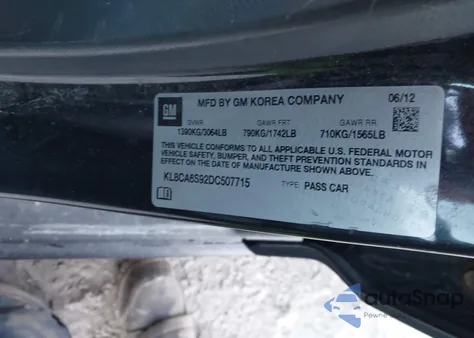 GM
MFD BY GM KOREA COMPANY 06/12
GVWR GAWR FRT GAWR RR
1390KG/3064LB 790KG/1742LB 710KG/1565LB
THIS VEHICLE CONFORMS TO ALL APPLICABLE U.S. FEDERAL MOTOR
VEHICLE SAFETY, BUMPER, AND THEFT PREVENTION STANDARDS IN
EFFECT ON THE DATE OF MANUFACTURE SHOWN ABOVE.
KL8CA6S92DC507715 TYPE: PASS CAR
autoSnap